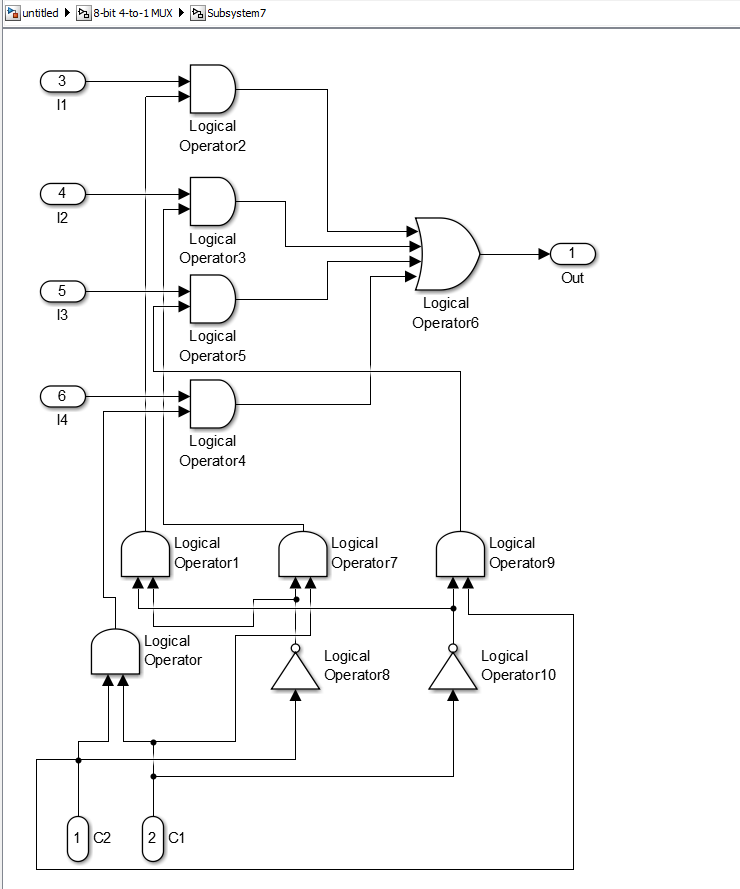 untitled 8-bit 4-to-1 MUX Subsystem7
3
I1
Logical
Operator2
4
I2
Logical
Operator3
5
I3
Logical
Operator5
1
Out
Logical
Operator6
6
I4
Logical
Operator4
Logical
Operator1
Logical
Operator7
Logical
Operator9
Logical
Operator
Logical
Operator8
Logical
Operator10
1 C2
2 C1